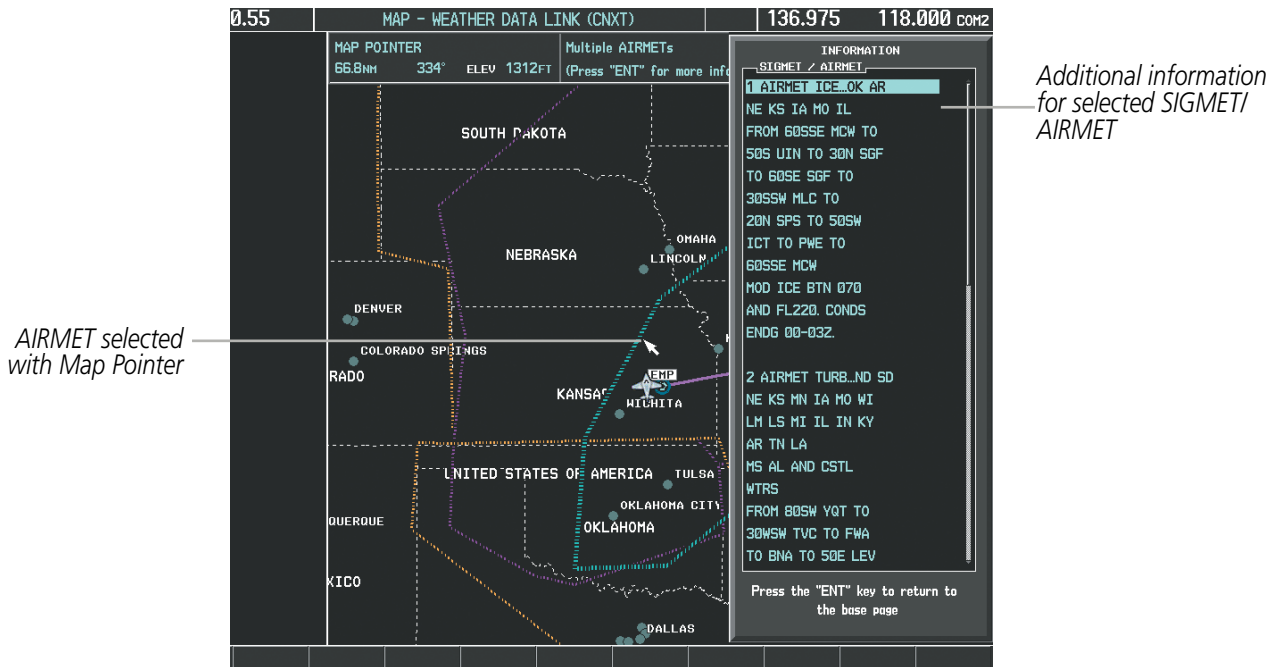 0.55
MAP – WEATHER DATA LINK (CNXT)
136.975
118.000 COM2
MAP POINTER
66.8NM 334° ELEV 1312FT
Multiple AIRMETs
(Press "ENT" for more info
INFORMATION
SIGMET / AIRMET
1 AIRMET ICE…OK AR
NE KS IA MO IL
FROM 60SSE MCW TO
50S UIN TO 30N SGF
TO 60SE SGF TO
30SSW MLC TO
20N SPS TO 50SW
ICT TO PWE TO
60SSE MCW
MOD ICE BTN 070
AND FL220. CONDS
ENDG 00-03Z.
2 AIRMET TURB…ND SD
NE KS MN IA MO WI
LM LS MI IL IN KY
AR TN LA
MS AL AND CSTL
WTRS
FROM 80SW YQT TO
30WSW TVC TO FWA
TO BNA TO 50E LEV
Press the "ENT" key to return to
the base page
Additional information
for selected SIGMET/
AIRMET
AIRMET selected
with Map Pointer
SOUTH DAKOTA
OMAHA
NEBRASKA
LINCOLN
DENVER
COLORADO SPRINGS
RADO
EMP
KANSAS
WICHITA
UNITED STATES OF AMERICA
TULSA
OKLAHOMA CITY
QUERQUE
OKLAHOMA
XICO
DALLAS